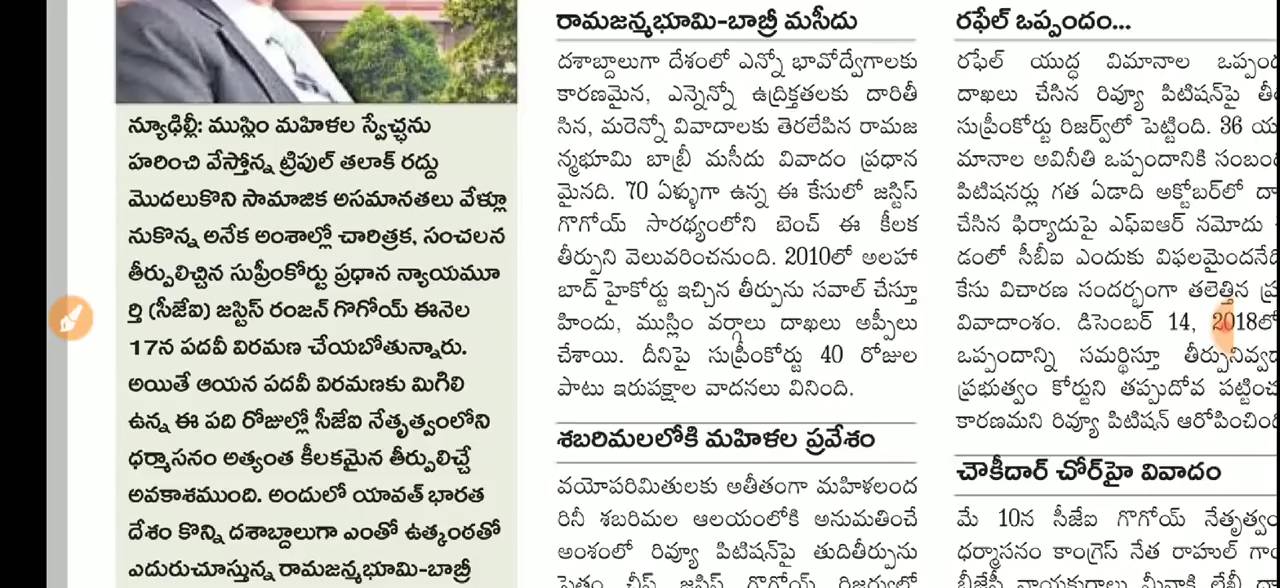 న్యూఢిల్లీ: ముస్లిం మహిళల స్వేచ్ఛను
హరించి వేస్తోన్న ట్రిపుల్ తలాక్ రద్దు
మొదలుకొని సామాజిక అసమానతలు వేళ్లూ
నుకొన్న అనేక అంశాల్లో చారిత్రక, సంచలన
తీర్పులిచ్చిన సుప్రీంకోర్టు ప్రధాన న్యాయమూ
ర్తి (సీజేఐ) జస్టిస్ రంజన్ గొగోయ్ ఈనెల
17న పదవీ విరమణ చేయబోతున్నారు.
అయితే ఆయన పదవీ విరమణకు మిగిలి
ఉన్న ఈ పది రోజుల్లో సీజేఐ నేతృత్వంలోని
ధర్మాసనం అత్యంత కీలకమైన తీర్పులిచ్చే
అవకాశముంది. అందులో యావత్ భారత
దేశం కొన్ని దశాబ్దాలుగా ఎంతో ఉత్కంఠతో
ఎదురుచూస్తున్న రామజన్మభూమి-బాబ్రీ
రామజన్మభూమి-బాబ్రీ మసీదు
దశాబ్దాలుగా దేశంలో ఎన్నో భావోద్వేగాలకు
కారణమైన, ఎన్నెన్నో ఉద్రిక్తతలకు దారితీ
సిన, మరెన్నో వివాదాలకు తెరలేపిన రామజ
న్మభూమి బాబ్రీ మసీదు వివాదం ప్రధాన
మైనది. 70 ఏళ్ళుగా ఉన్న ఈ కేసులో జస్టిస్
గొగోయ్ సారథ్యంలోని బెంచ్ ఈ కీలక
తీర్పుని వెలువరించనుంది. 2010లో అలహా
బాద్ హైకోర్టు ఇచ్చిన తీర్పును సవాల్ చేస్తూ
హిందు, ముస్లిం వర్గాలు దాఖలు అప్పీలు
చేశాయి. దీనిపై సుప్రీంకోర్టు 40 రోజుల
పాటు ఇరుపక్షాల వాదనలు వినింది.
శబరిమలలోకి మహిళల ప్రవేశం
వయోపరిమితులకు అతీతంగా మహిళలంద
రినీ శబరిమల ఆలయంలోకి అనుమతించే
అంశంలో రివ్యూ పిటిషన్‌పై తుదితీర్పును
రఫేల్ ఒప్పందం...
రఫేల్ యుద్ధ విమానాల
దాఖలు చేసిన రివ్యూ పిటిషన్‌పై
సుప్రీంకోర్టు రిజర్వ్‌లో పెట్టింది. 36
మానాల అవినీతి ఒప్పందానికి
పిటిషనర్లు గత ఏడాది అక్టోబర్‌లో
చేసిన ఫిర్యాదుపై ఎఫ్ఐఆర్ నమోదు
డంలో సీబీఐ ఎందుకు
కేసు విచారణ సందర్భంగా తలెత్తిన
వివాదాంశం. డిసెంబర్ 14, 2018లో
ఒప్పందాన్ని సమర్థిస్తూ
ప్రభుత్వం కోర్టుని తప్పుదోవ
కారణమని రివ్యూ పిటిషన్
చౌకీదార్ చోర్‌హై వివాదం
మే 10న సీజేఐ గొగోయ్
ధర్మాసనం కాంగ్రెస్ నేత రాహుల్